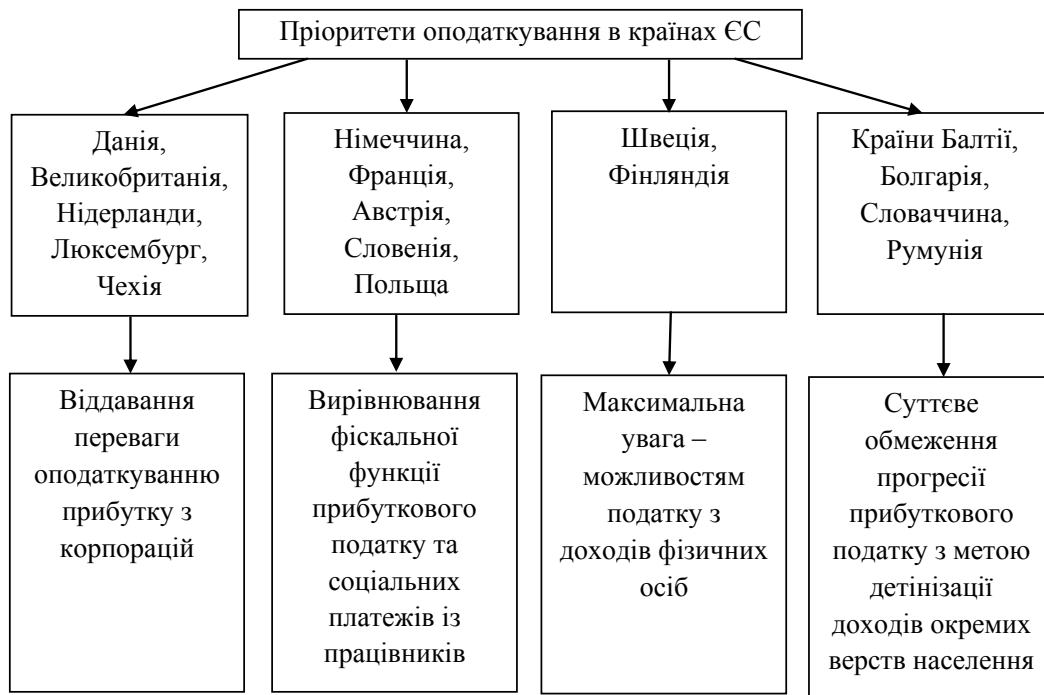 Пріоритети оподаткування в країнах ЄС
Данія,
Великобританія,
Нідерланди,
Люксембург,
Чехія
Німеччина,
Франція,
Австрія,
Словенія,
Польща
Швеція,
Фінляндія
Країни Балтії,
Болгарія,
Словаччина,
Румунія
Віддавання
переваги
оподаткуванню
прибутку з
корпорацій
Вирівнювання
фіскальної
функції
прибуткового
податку та
соціальних
платежів із
працівників
Максимальна
увага –
можливостям
податку з
доходів фізичних
осіб
Суттєве
обмеження
прогресії
прибуткового
податку з метою
детінізації
доходів окремих
верств населення